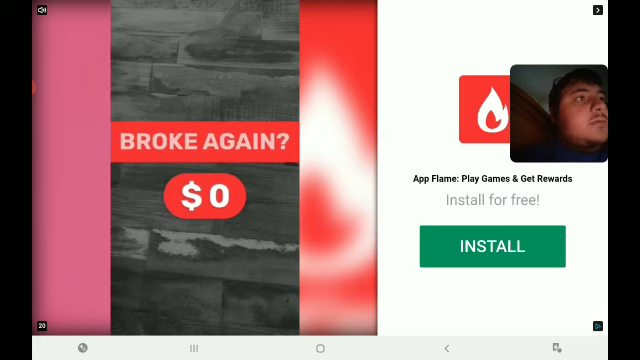 BROKE AGAIN?
$0
App Flame: Play Games & Get Rewards
Install for free!
INSTALL
20